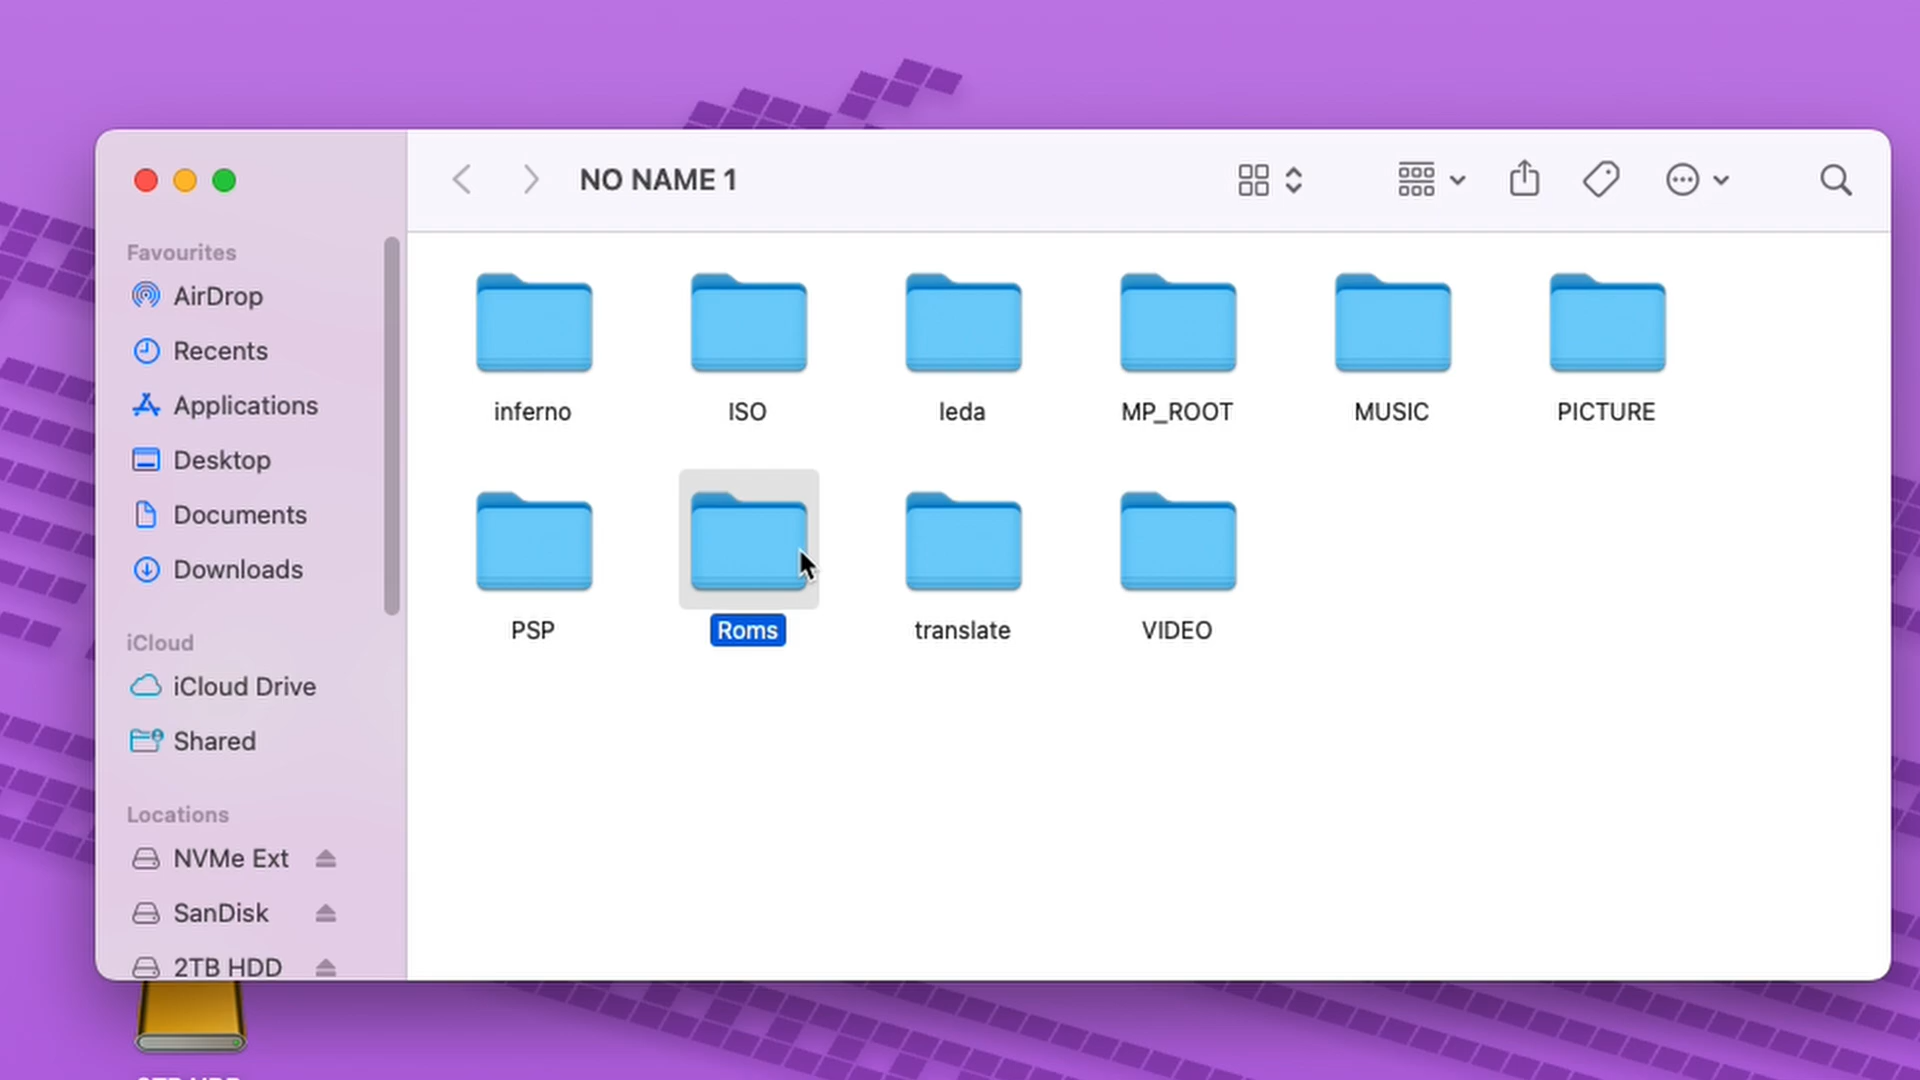 NO NAME 1
Favourites
AirDrop
Recents
Applications
Desktop
Documents
Downloads
iCloud
iCloud Drive
Shared
Locations
NVMe Ext
SanDisk
2TB HDD
inferno
ISO
leda
MP_ROOT
MUSIC
PICTURE
PSP
Roms
translate
VIDEO